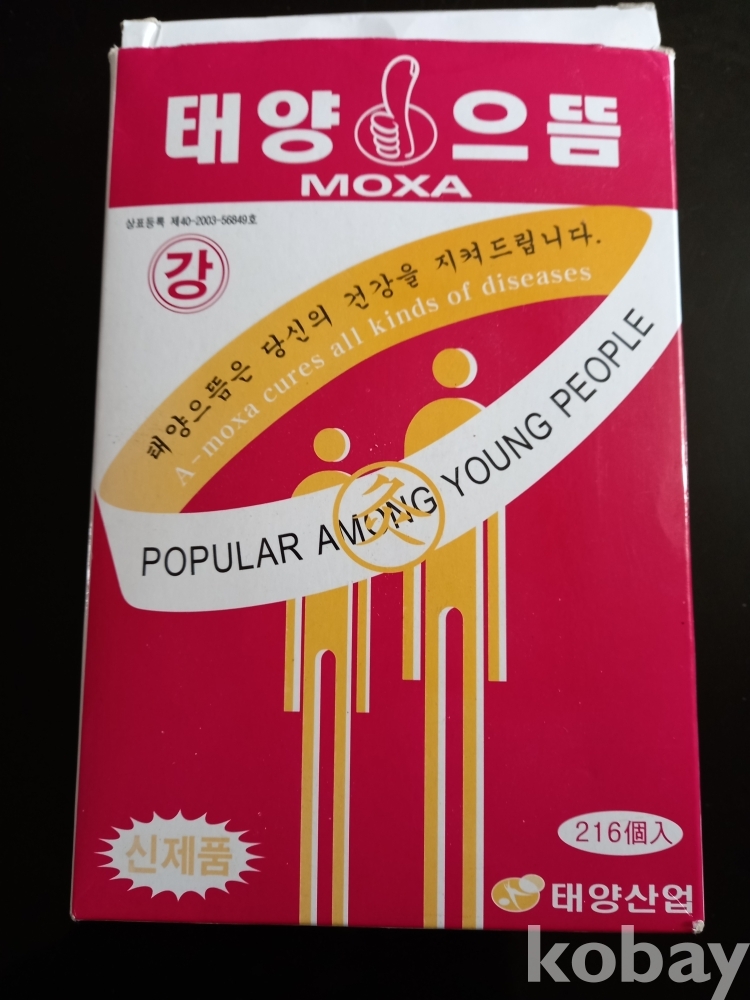 태양으뜸
MOXA
상표등록 제40-2003-56849호
강
태양으뜸은 당신의 건강을 지켜드립니다.
A-moxa cures all kinds of diseases
POPULAR AMONG YOUNG PEOPLE
灸
신제품
216個入
태양산업
kobay